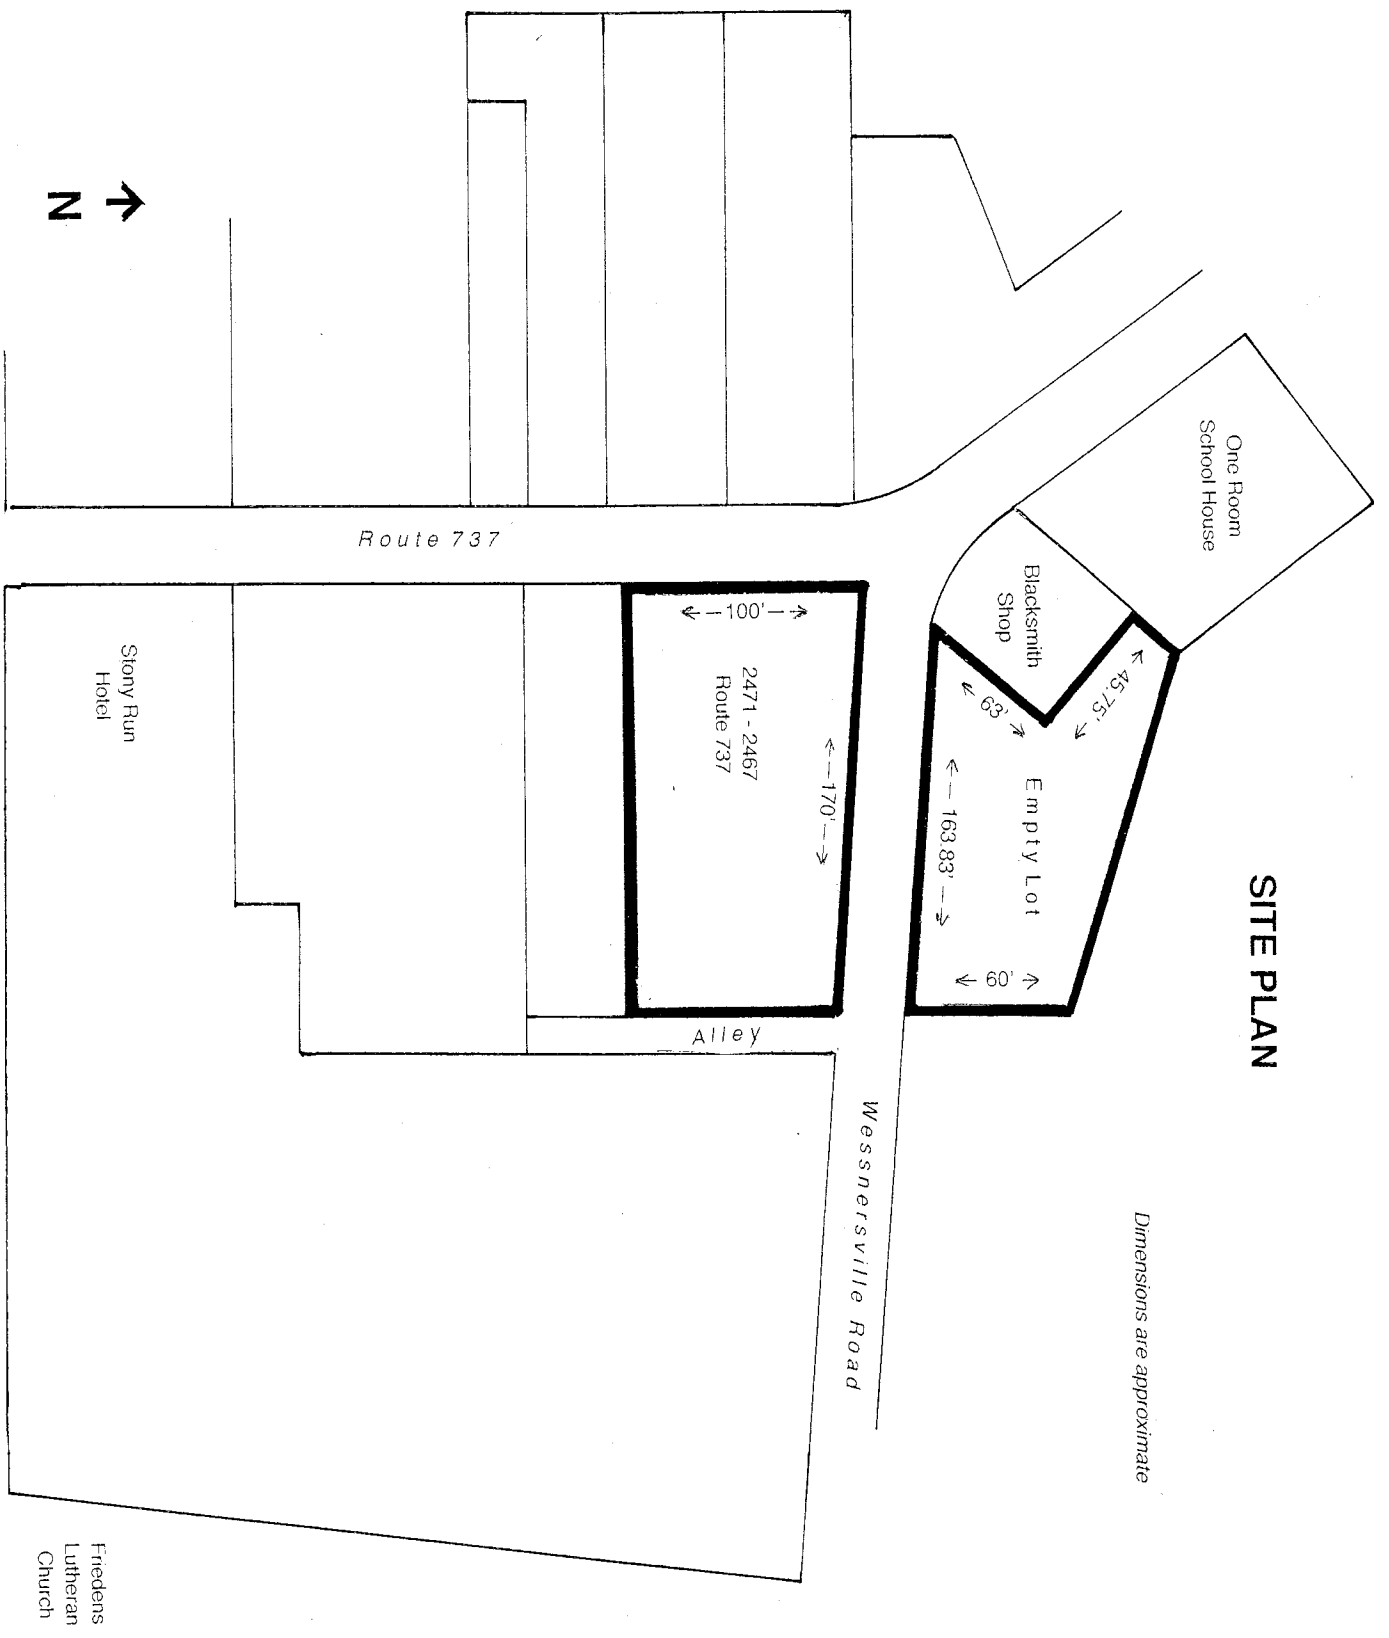 SITE PLAN
Dimensions are approximate
One Room
School House
Blacksmith
Shop
45.75'
63'
Empty Lot
163.83'
60'
Wessnersville Road
170'
2471 - 2467
Route 737
100'
Alley
Route 737
Stony Run
Hotel
N
Friedens
Lutheran
Church